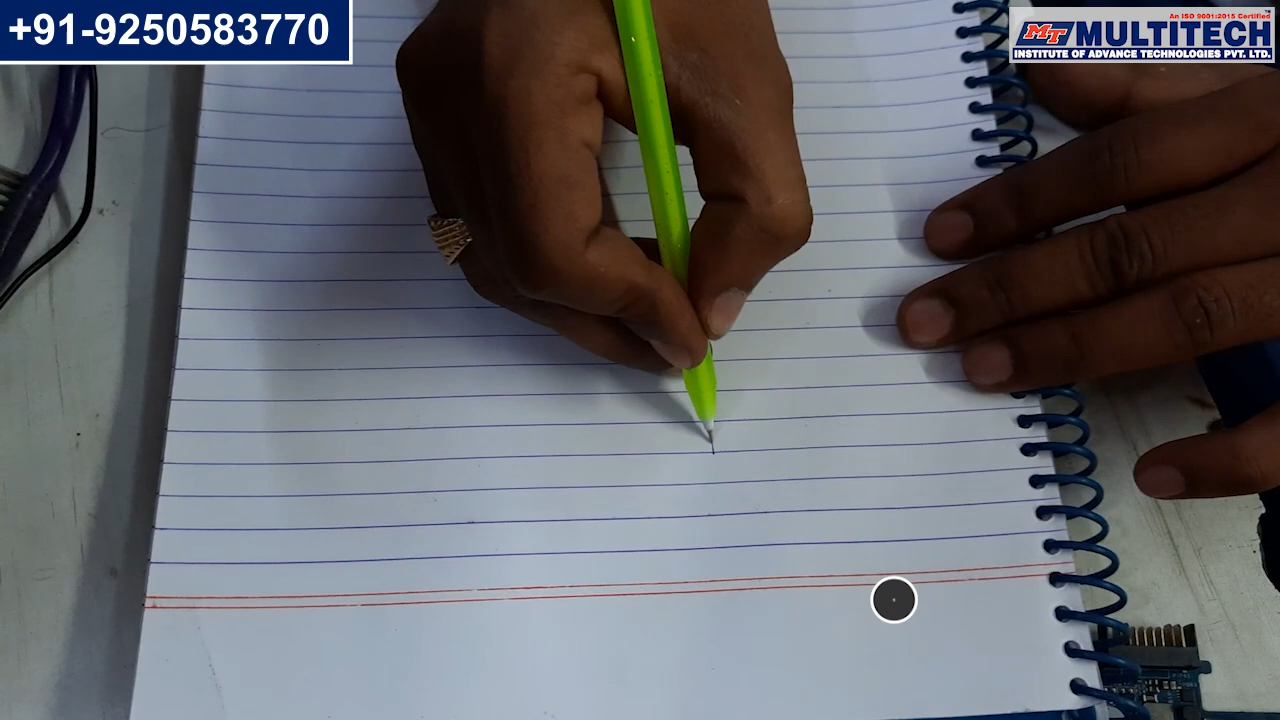 +91-9250583770
An ISO 9001:2015 Certified
MT MULTITECH
INSTITUTE OF ADVANCE TECHNOLOGIES PVT. LTD.